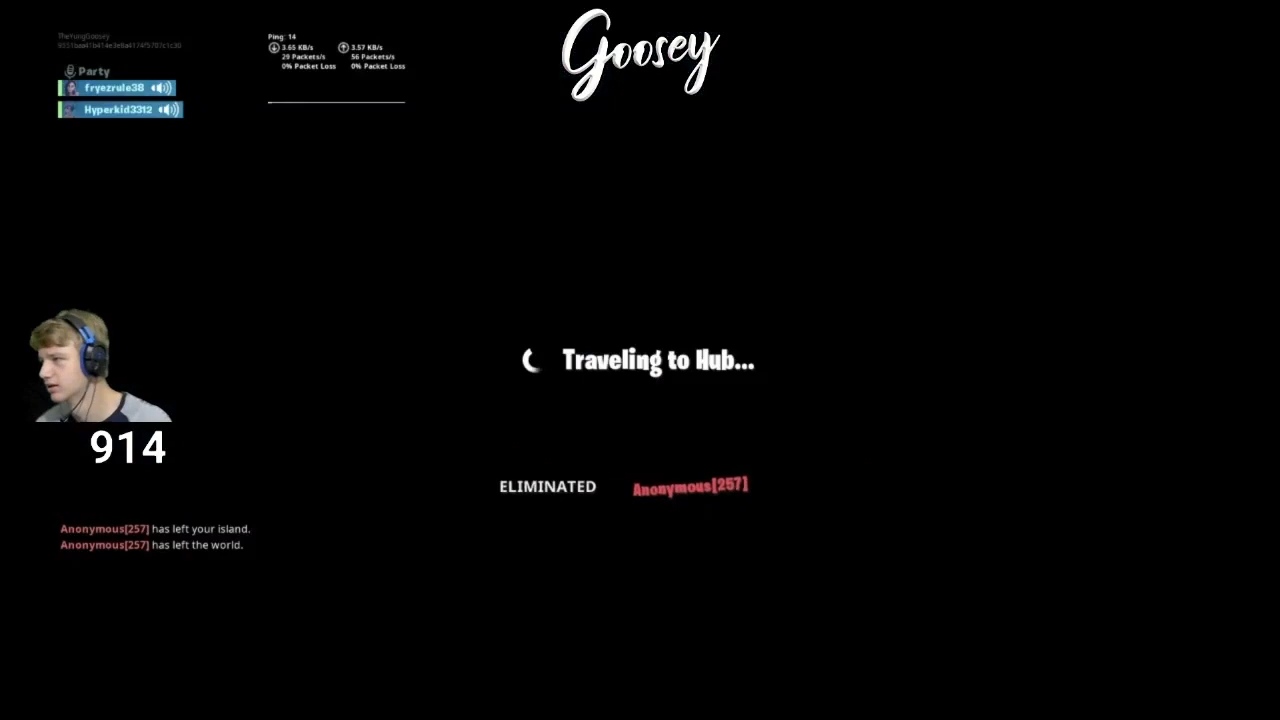 Goosey
TheYungGoosey
Ping: 14
3.65 KB/s 3.57 KB/s
29 Packets/s 56 Packets/s
0% Packet Loss 0% Packet Loss
Party
fryezrule38
Hyperkid3312
Traveling to Hub...
914
ELIMINATED Anonymous[257]
Anonymous[257] has left your island.
Anonymous[257] has left the world.